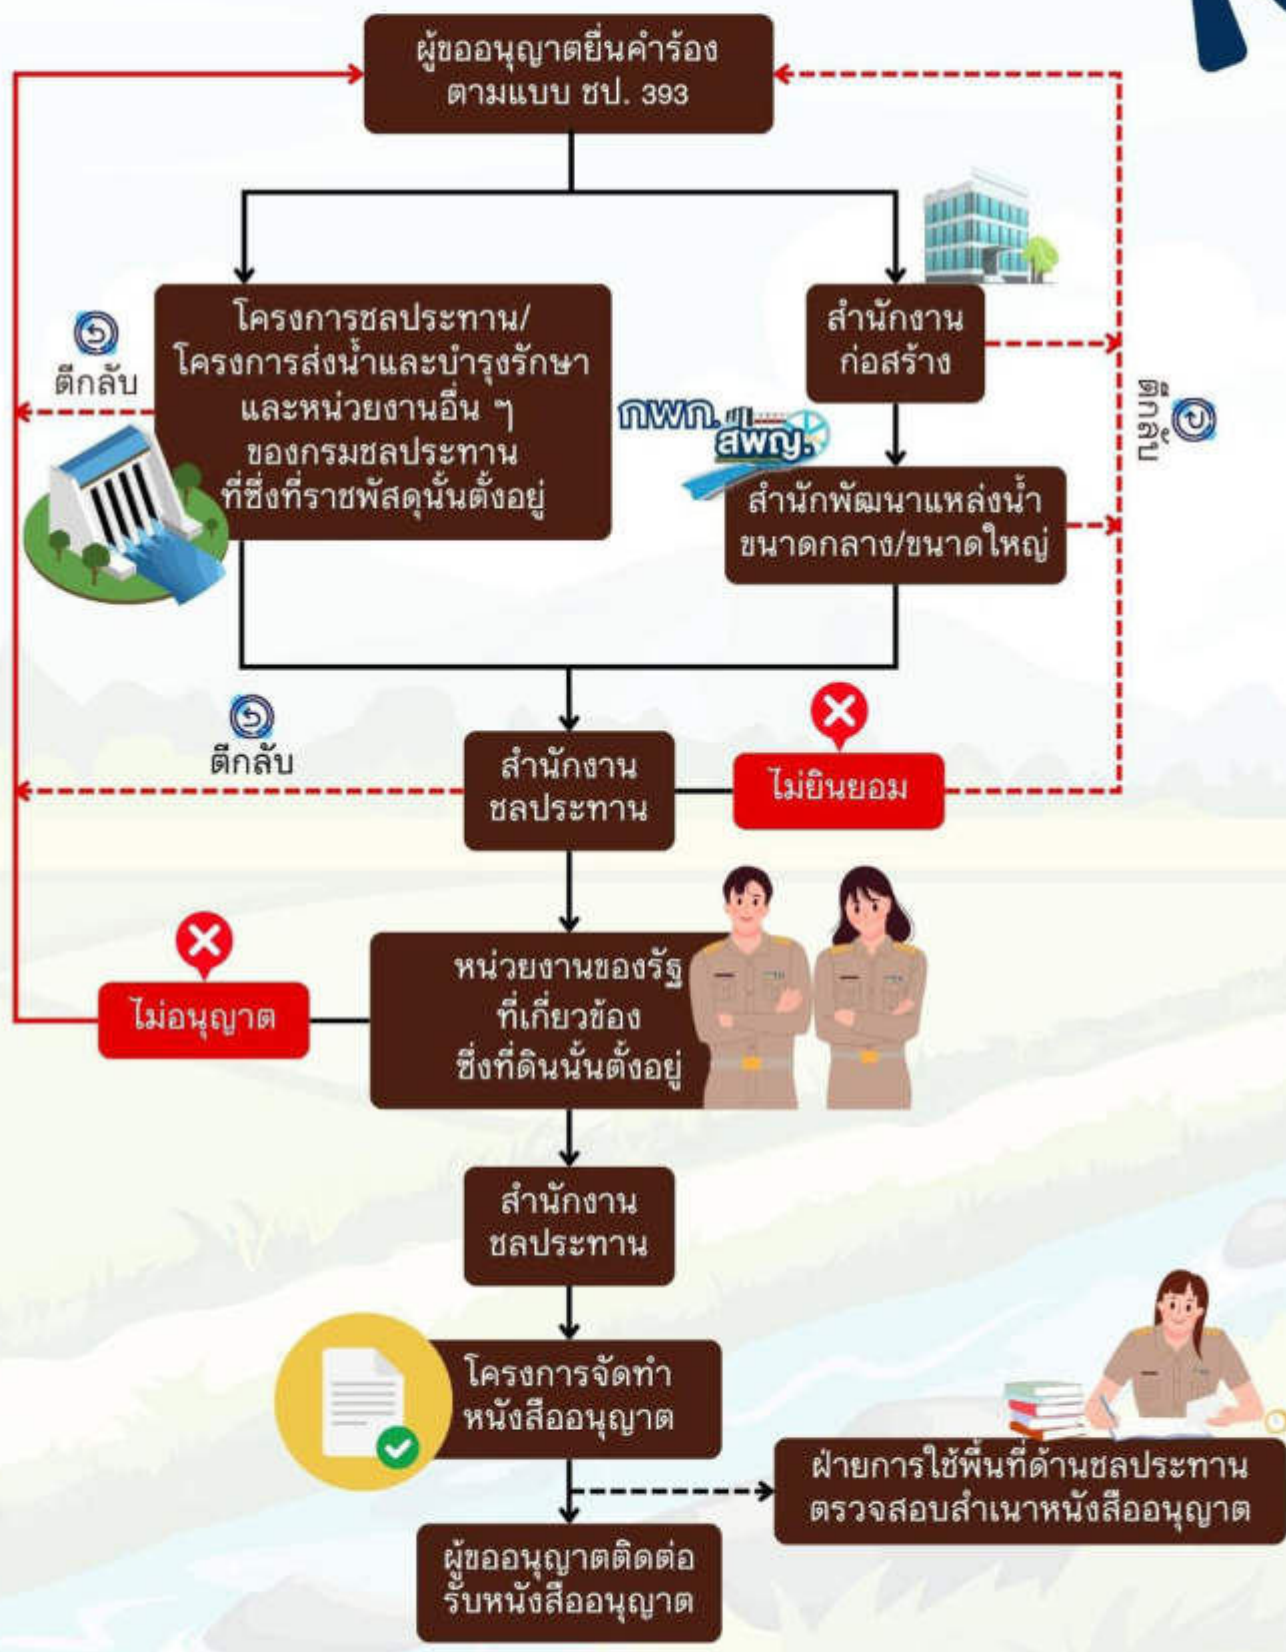 ผู้ขออนุญาตยื่นคำร้อง
ตามแบบ ชป. 393
โครงการชลประทาน/
โครงการส่งน้ำและบำรุงรักษา
และหน่วยงานอื่น ๆ
ของกรมชลประทาน
ที่ซึ่งที่ราชพัสดุนั้นตั้งอยู่
ตีกลับ
สำนักงาน
ก่อสร้าง
กพก.
สพญ.
สำนักพัฒนาแหล่งน้ำ
ขนาดกลาง/ขนาดใหญ่
ตีกลับ
ตีกลับ
สำนักงาน
ชลประทาน
ไม่ยินยอม
ไม่อนุญาต
หน่วยงานของรัฐ
ที่เกี่ยวข้อง
ซึ่งที่ดินนั้นตั้งอยู่
สำนักงาน
ชลประทาน
โครงการจัดทำ
หนังสืออนุญาต
ฝ่ายการใช้พื้นที่ด้านชลประทาน
ตรวจสอบสำเนาหนังสืออนุญาต
ผู้ขออนุญาตติดต่อ
รับหนังสืออนุญาต